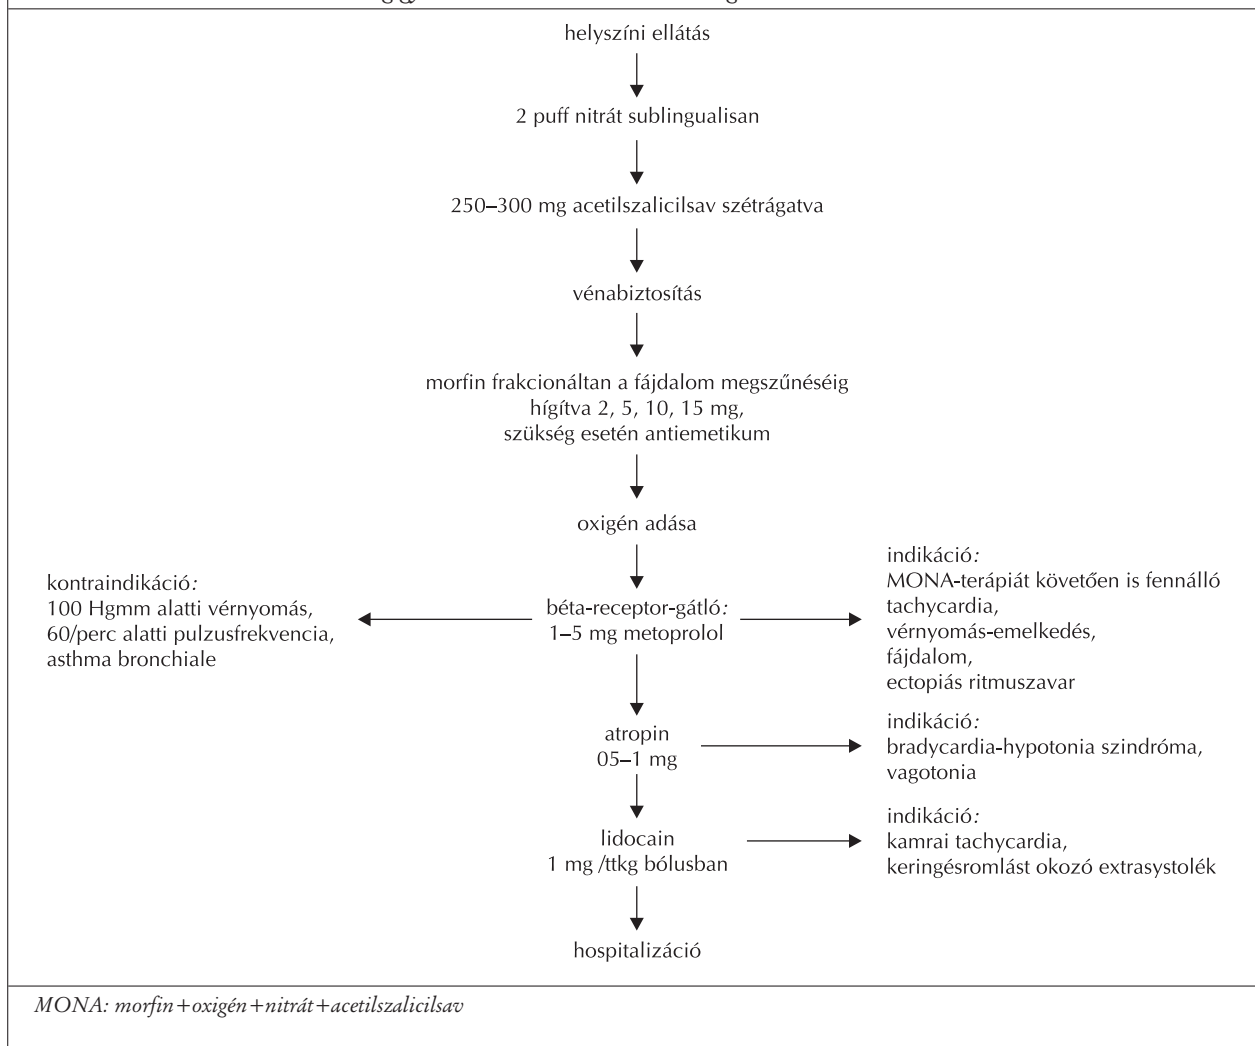 helyszíni ellátás
2 puff nitrát sublingualisan
250–300 mg acetilszalicilsav szétrágatva
vénabiztosítás
morfin frakcionáltan a fájdalom megszűnéséig
hígítva 2, 5, 10, 15 mg,
szükség esetén antiemetikum
oxigén adása
kontraindikáció:
100 Hgmm alatti vérnyomás,
60/perc alatti pulzusfrekvencia,
asthma bronchiale
béta-receptor-gátló:
1–5 mg metoprolol
indikáció:
MONA-terápiát követően is fennálló
tachycardia,
vérnyomás-emelkedés,
fájdalom,
ectopiás ritmuszavar
atropin
05–1 mg
indikáció:
bradycardia-hypotonia szindróma,
vagotonia
lidocain
1 mg /ttkg bólusban
indikáció:
kamrai tachycardia,
keringésromlást okozó extrasystolék
hospitalizáció
MONA: morfin+oxigén+nitrát+acetilszalicilsav